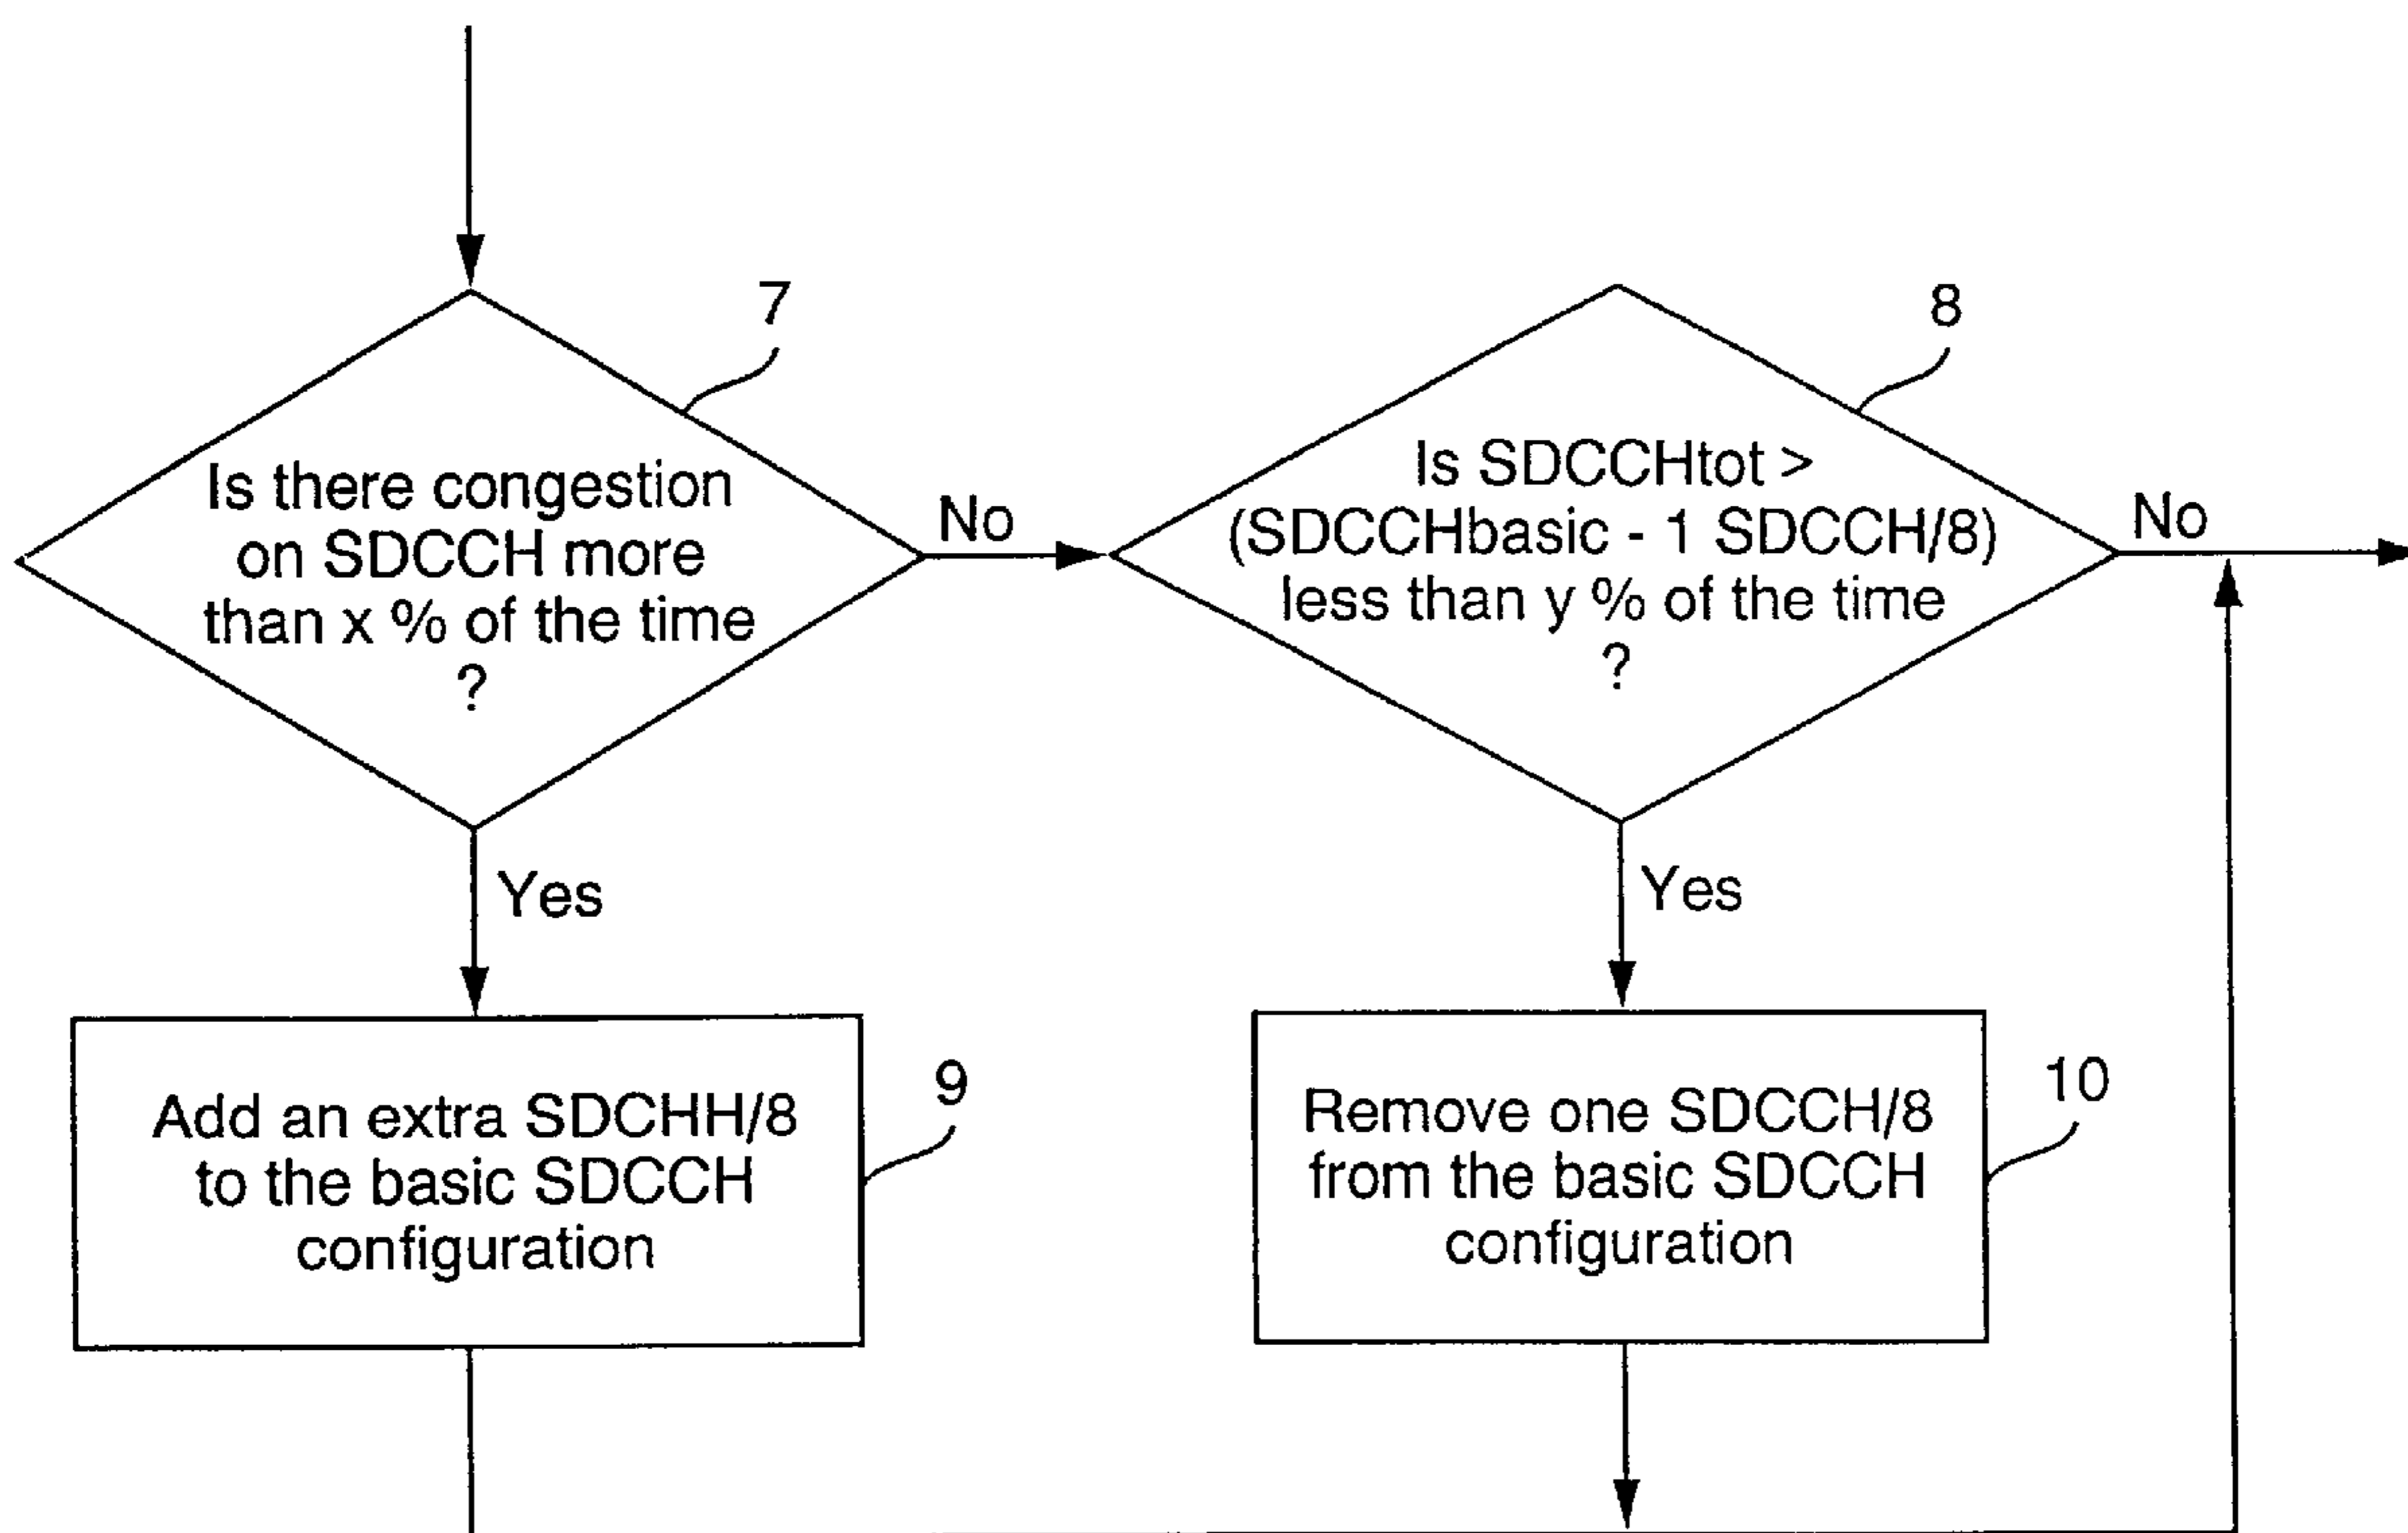 7
Is there congestion
on SDCCH more
than x % of the time
?
No
Yes
8
Is SDCCHtot >
(SDCCHbasic - 1 SDCCH/8)
less than y % of the time
?
No
Yes
Add an extra SDCHH/8
to the basic SDCCH
configuration
9
Remove one SDCCH/8
from the basic SDCCH
configuration
10